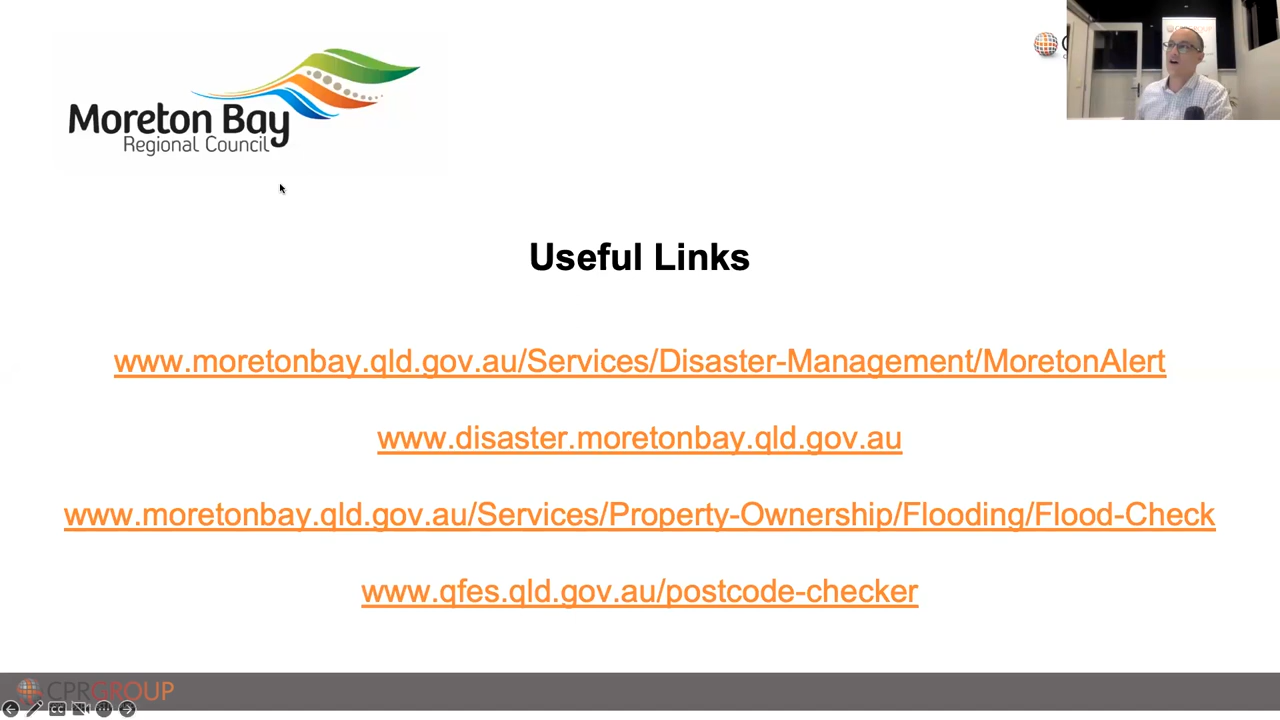 Moreton Bay
Regional Council
CPRGROUP
Useful Links
www.moretonbay.qld.gov.au/Services/Disaster-Management/MoretonAlert
www.disaster.moretonbay.qld.gov.au
www.moretonbay.qld.gov.au/Services/Property-Ownership/Flooding/Flood-Check
www.qfes.qld.gov.au/postcode-checker
CPRGROUP
CC